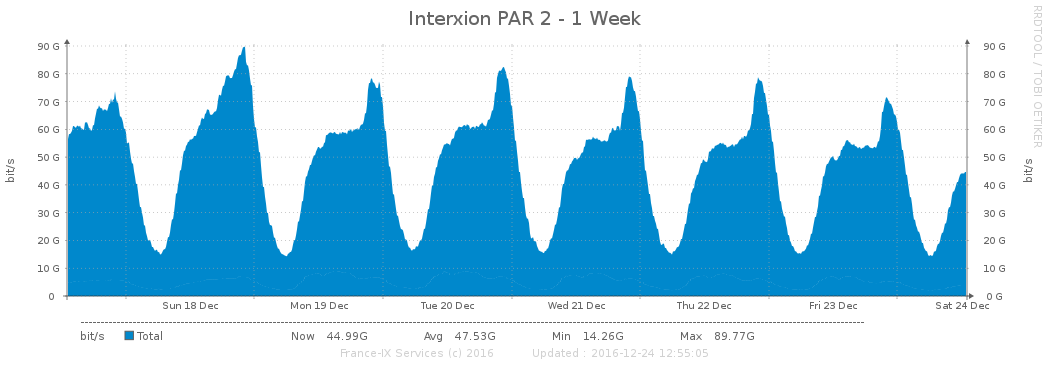 Interxion PAR 2 - 1 Week
RRDTOOL / TOBI OETIKER
90 G 90 G
80 G 80 G
70 G 70 G
60 G 60 G
50 G 50 G
40 G 40 G
30 G 30 G
20 G 20 G
10 G 10 G
0 0 G
bit/s bit/s
Sun 18 Dec Mon 19 Dec Tue 20 Dec Wed 21 Dec Thu 22 Dec Fri 23 Dec Sat 24 Dec
bit/s Total Now 44.99G Avg 47.53G Min 14.26G Max 89.77G
France-IX Services (c) 2016 Updated : 2016-12-24 12:55:05